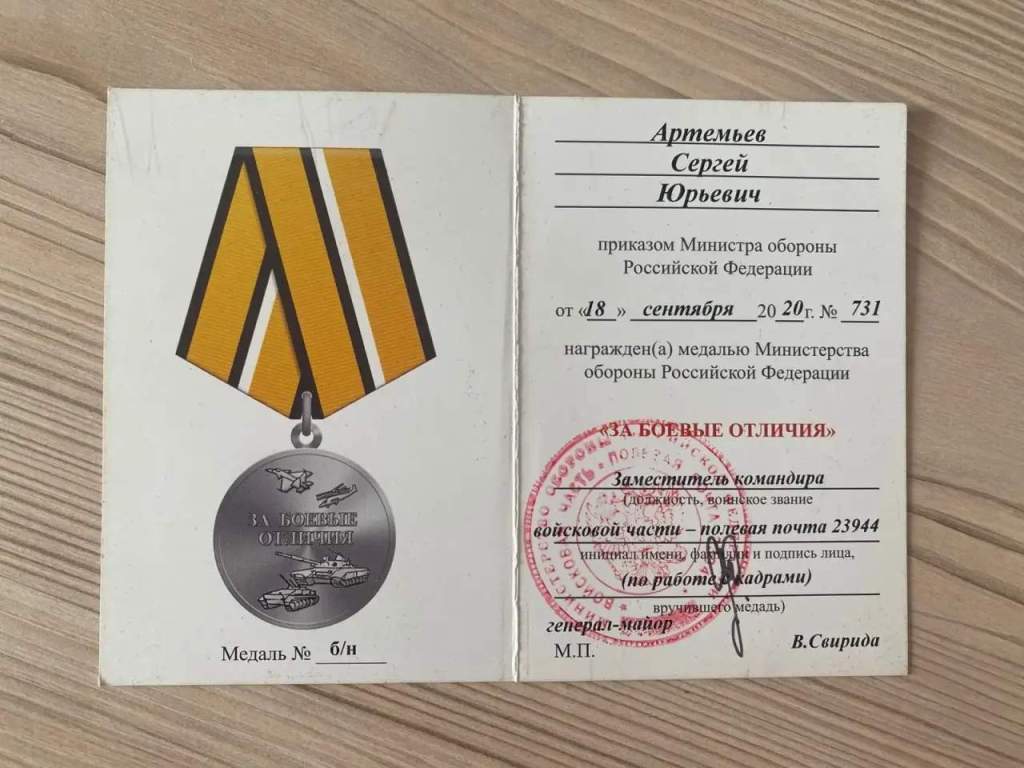 ЗА БОЕВЫЕ
ОТЛИЧИЯ
Медаль № б/н
Артемьев
Сергей
Юрьевич
приказом Министра обороны
Российской Федерации
от «18» сентября 2020г. № 731
награжден(а) медалью Министерства
обороны Российской Федерации
«ЗА БОЕВЫЕ ОТЛИЧИЯ»
Заместитель командира
(должность, воинское звание
войсковой части – полевая почта 23944
инициал имени, фамилия и подпись лица,
(по работе с кадрами)
вручившего медаль)
генерал-майор
В.Свирида
М.П.